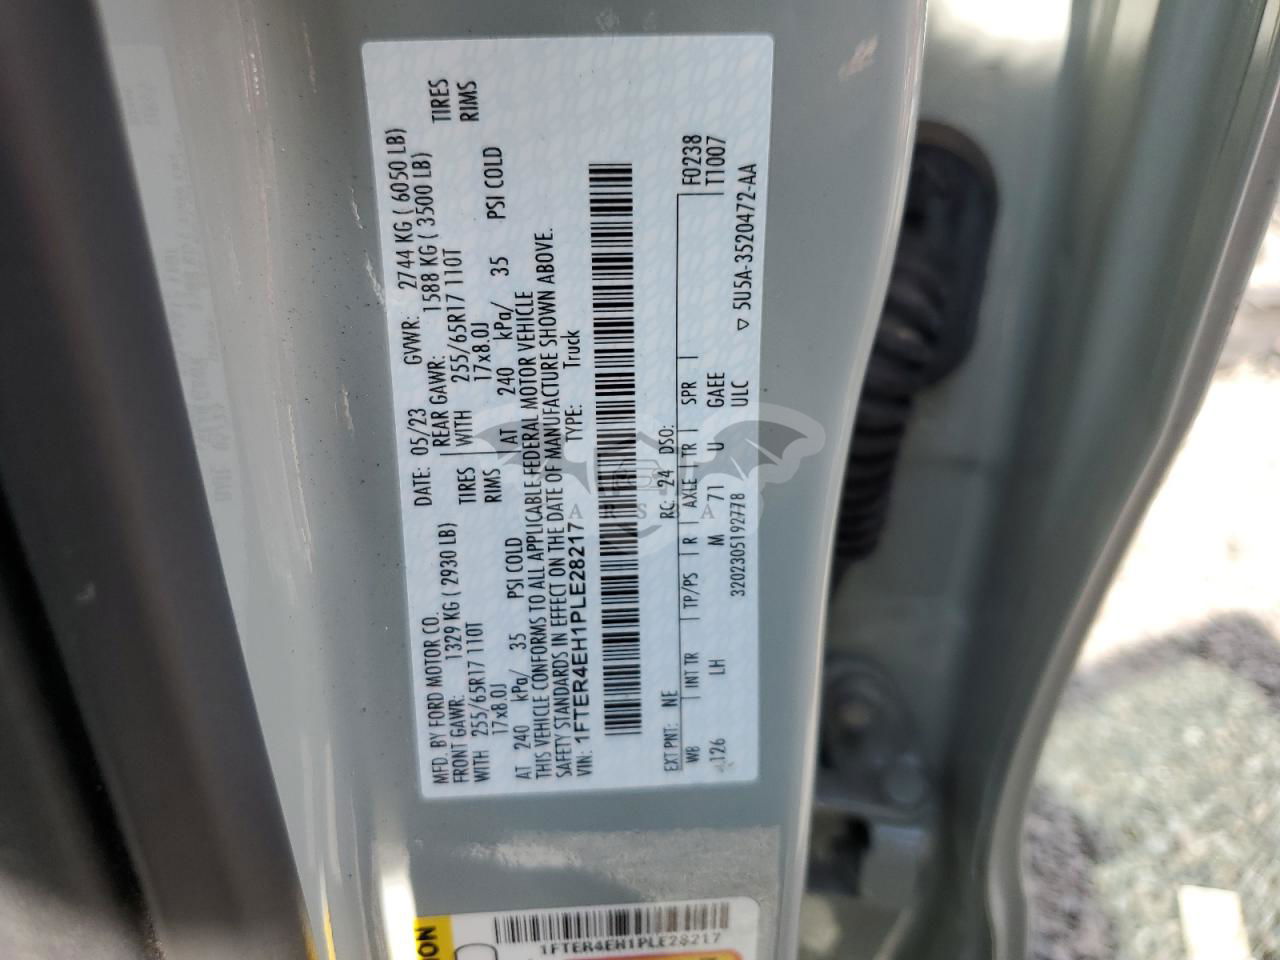 MFD. BY FORD MOTOR CO.
DATE: 05/23 GVWR: 2744 KG ( 6050 LB)
FRONT GAWR: 1329 KG ( 2930 LB) REAR GAWR: 1588 KG ( 3500 LB)
WITH 255/65R17 110T TIRES WITH 255/65R17 110T TIRES
17x8.0J RIMS 17x8.0J RIMS
AT 240 kPa/ 35 PSI COLD AT 240 kPa/ 35 PSI COLD
THIS VEHICLE CONFORMS TO ALL APPLICABLE FEDERAL MOTOR VEHICLE
SAFETY STANDARDS IN EFFECT ON THE DATE OF MANUFACTURE SHOWN ABOVE.
VIN: 1FTER4EH1PLE28217 TYPE: Truck
EXT PNT: NE RC: 24 DSO: F0238
WB INT TR TP/PS R AXLE TR SPR T1007
126 LH M 71 U GAEE
3202305192778 ULC ▽ 5U5A-3520472-AA
ARSBA
1FTER4EH1PLE28217